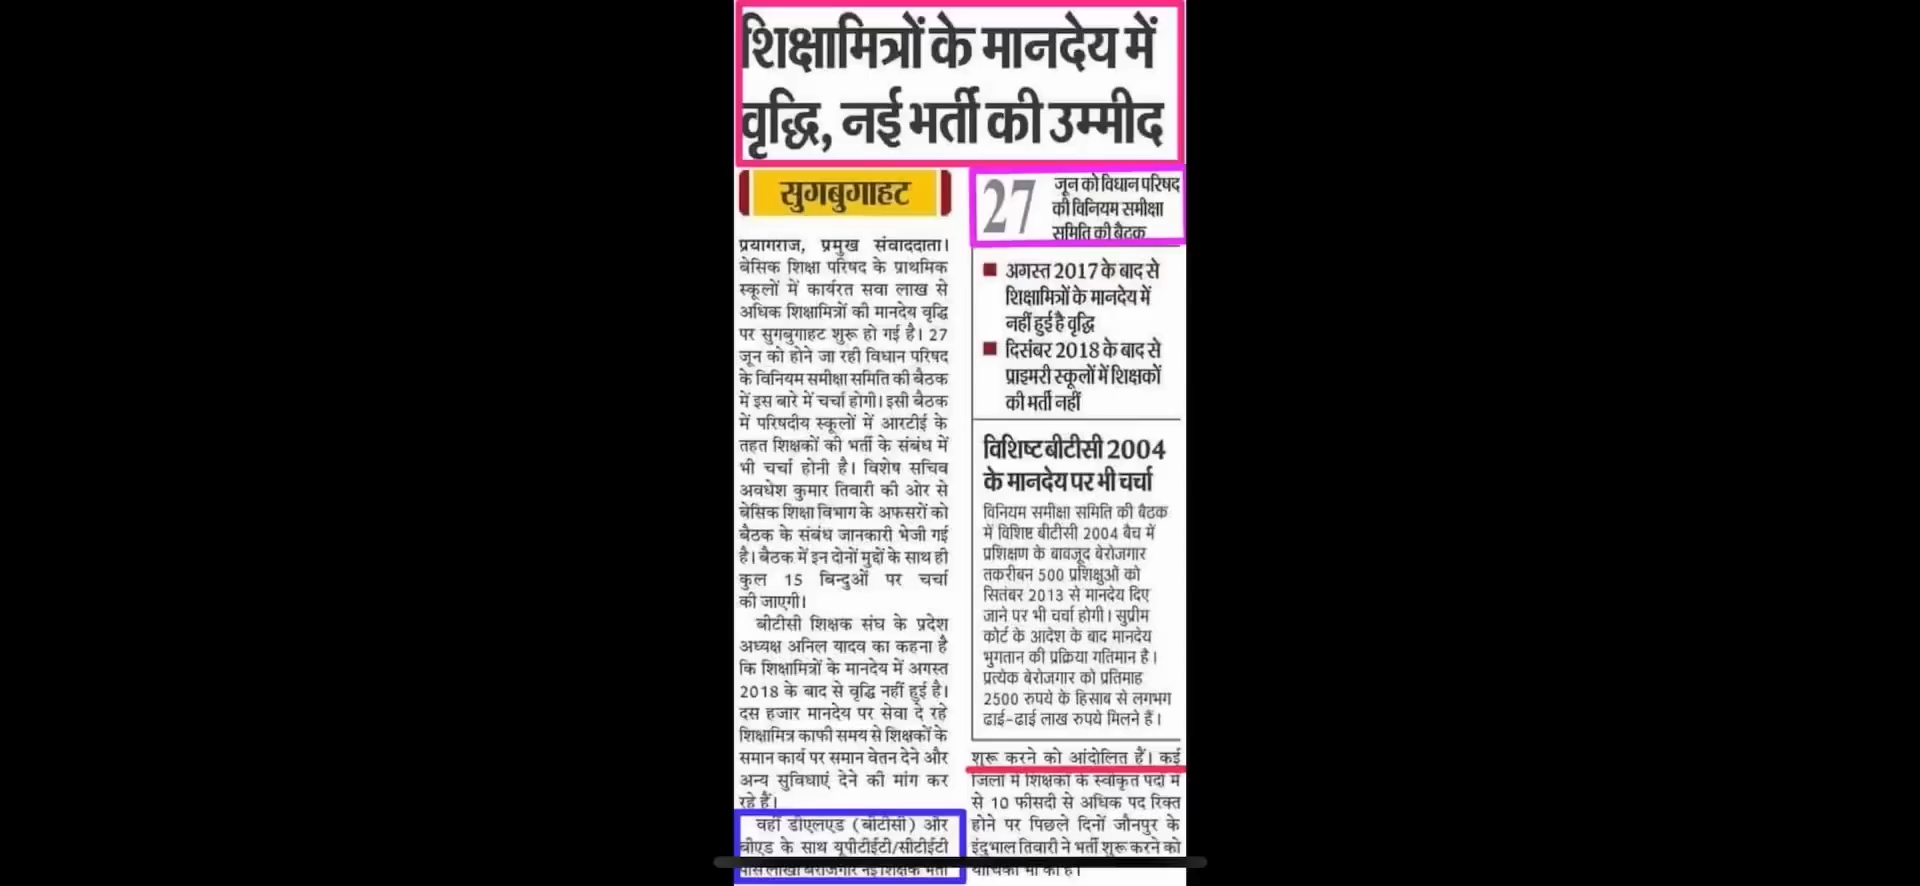 शिक्षामित्रों के मानदेय में
वृद्धि, नई भर्ती की उम्मीद
सुगबुगाहट
प्रयागराज, प्रमुख संवाददाता।
बेसिक शिक्षा परिषद के प्राथमिक
स्कूलों में कार्यरत सवा लाख से
अधिक शिक्षामित्रों की मानदेय वृद्धि
पर सुगबुगाहट शुरू हो गई है। 27
जून को होने जा रही विधान परिषद
के विनियम समीक्षा समिति की बैठक
में इस बारे में चर्चा होगी। इसी बैठक
में परिषदीय स्कूलों में आरटीई के
तहत शिक्षकों की भर्ती के संबंध में
भी चर्चा होनी है। विशेष सचिव
अवधेश कुमार तिवारी की ओर से
बेसिक शिक्षा विभाग के अफसरों को
बैठक के संबंध जानकारी भेजी गई
है। बैठक में इन दोनों मुद्दों के साथ ही
कुल 15 बिन्दुओं पर चर्चा
की जाएगी।
बीटीसी शिक्षक संघ के प्रदेश
अध्यक्ष अनिल यादव का कहना है
कि शिक्षामित्रों के मानदेय में अगस्त
2018 के बाद से वृद्धि नहीं हुई है।
दस हजार मानदेय पर सेवा दे रहे
शिक्षामित्र काफी समय से शिक्षकों के
समान कार्य पर समान वेतन देने और
अन्य सुविधाएं देने की मांग कर
रहे हैं।
वहीं डीएलएड (बीटीसी) और
बीएड के साथ यूपीटीईटी/सीटीईटी
पास लाखों बेरोजगार नई शिक्षक भर्ती
27 जून को विधान परिषद
की विनियम समीक्षा
समिति की बैठक
अगस्त 2017 के बाद से
शिक्षामित्रों के मानदेय में
नहीं हुई है वृद्धि
दिसंबर 2018 के बाद से
प्राइमरी स्कूलों में शिक्षकों
की भर्ती नहीं
विशिष्ट बीटीसी 2004
के मानदेय पर भी चर्चा
विनियम समीक्षा समिति की बैठक
में विशिष्ट बीटीसी 2004 बैच में
प्रशिक्षण के बावजूद बेरोजगार
तकरीबन 500 प्रशिक्षुओं को
सितंबर 2013 से मानदेय दिए
जाने पर भी चर्चा होगी। सुप्रीम
कोर्ट के आदेश के बाद मानदेय
भुगतान की प्रक्रिया गतिमान है।
प्रत्येक बेरोजगार को प्रतिमाह
2500 रुपये के हिसाब से लगभग
ढाई-ढाई लाख रुपये मिलने हैं।
शुरू करने को आंदोलित हैं। कई
जिलों में शिक्षकों के स्वीकृत पदों में
से 10 फीसदी से अधिक पद रिक्त
होने पर पिछले दिनों जौनपुर के
इंदुभाल तिवारी ने भर्ती शुरू करने को
याचिका भी की है।